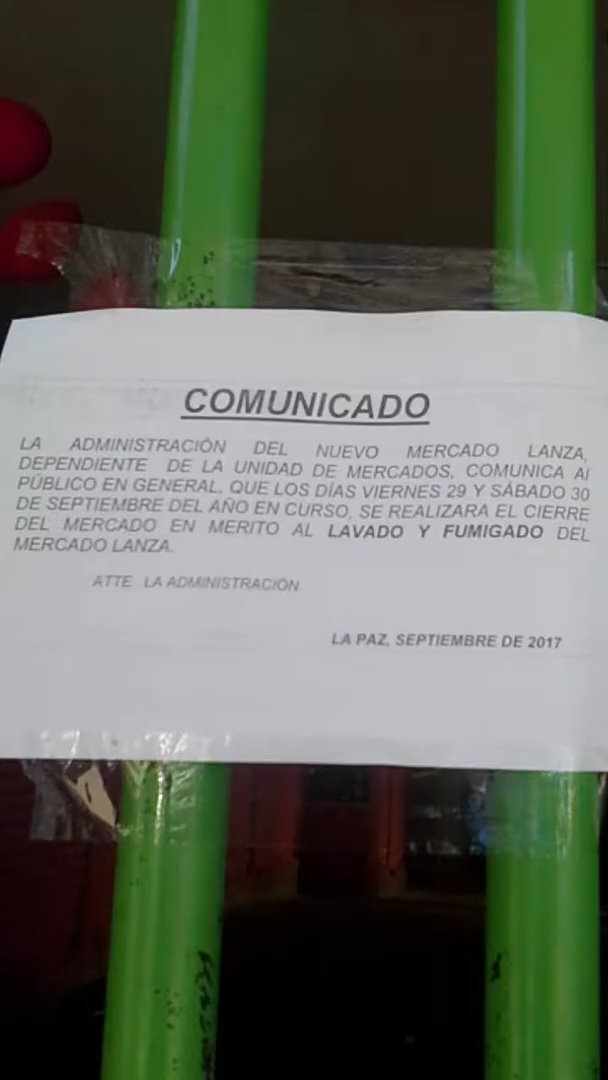 COMUNICADO
LA ADMINISTRACIÓN DEL NUEVO MERCADO LANZA,
DEPENDIENTE DE LA UNIDAD DE MERCADOS, COMUNICA Al
PÚBLICO EN GENERAL, QUE LOS DÍAS VIERNES 29 Y SÁBADO 30
DE SEPTIEMBRE DEL AÑO EN CURSO, SE REALIZARA EL CIERRE
DEL MERCADO EN MERITO AL LAVADO Y FUMIGADO DEL
MERCADO LANZA.
ATTE. LA ADMINISTRACIÓN
LA PAZ, SEPTIEMBRE DE 2017